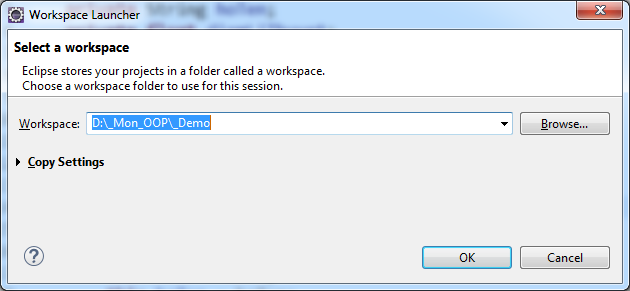 Workspace Launcher
Select a workspace
Eclipse stores your projects in a folder called a workspace.
Choose a workspace folder to use for this session.
Workspace: D:\_Mon_OOP\_Demo Browse...
Copy Settings
OK Cancel